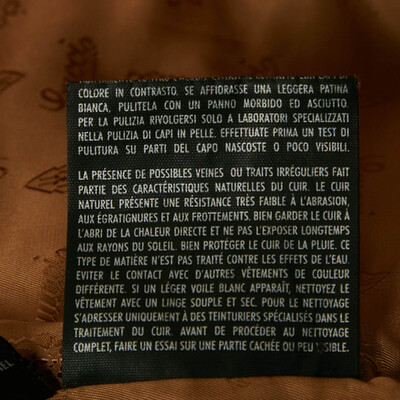 COLORE IN CONTRASTO. SE AFFIORASSE UNA LEGGERA PATINA
BIANCA, PULITELA CON UN PANNO MORBIDO ED ASCIUTTO.
PER LA PULIZIA RIVOLGERSI SOLO A LABORATORI SPECIALIZZATI
NELLA PULIZIA DI CAPI IN PELLE. EFFETTUATE PRIMA UN TEST DI
PULITURA SU PARTI DEL CAPO NASCOSTE O POCO VISIBILI.
LA PRÉSENCE DE POSSIBLES VEINES OU TRAITS IRRÉGULIERS FAIT
PARTIE DES CARACTÉRISTIQUES NATURELLES DU CUIR. LE CUIR
NATUREL PRÉSENTE UNE RÉSISTANCE TRÈS FAIBLE À L'ABRASION,
AUX ÉGRATIGNURES ET AUX FROTTEMENTS. BIEN GARDER LE CUIR À
L'ABRI DE LA CHALEUR DIRECTE ET NE PAS L'EXPOSER LONGTEMPS
AUX RAYONS DU SOLEIL. BIEN PROTÉGER LE CUIR DE LA PLUIE. CE
TYPE DE MATIÈRE N'EST PAS TRAITÉ CONTRE LES EFFETS DE L'EAU.
EVITER LE CONTACT AVEC D'AUTRES VÊTEMENTS DE COULEUR
DIFFÉRENTE. SI UN LÉGER VOILE BLANC APPARAÎT, NETTOYEZ LE
VÊTEMENT AVEC UN LINGE SOUPLE ET SEC. POUR LE NETTOYAGE
S'ADRESSER UNIQUEMENT À DES TEINTURIERS SPÉCIALISÉS DANS LE
TRAITEMENT DU CUIR. AVANT DE PROCÉDER AU NETTOYAGE
COMPLET, FAIRE UN ESSAI SUR UNE PARTIE CACHÉE OU PEU VISIBLE.